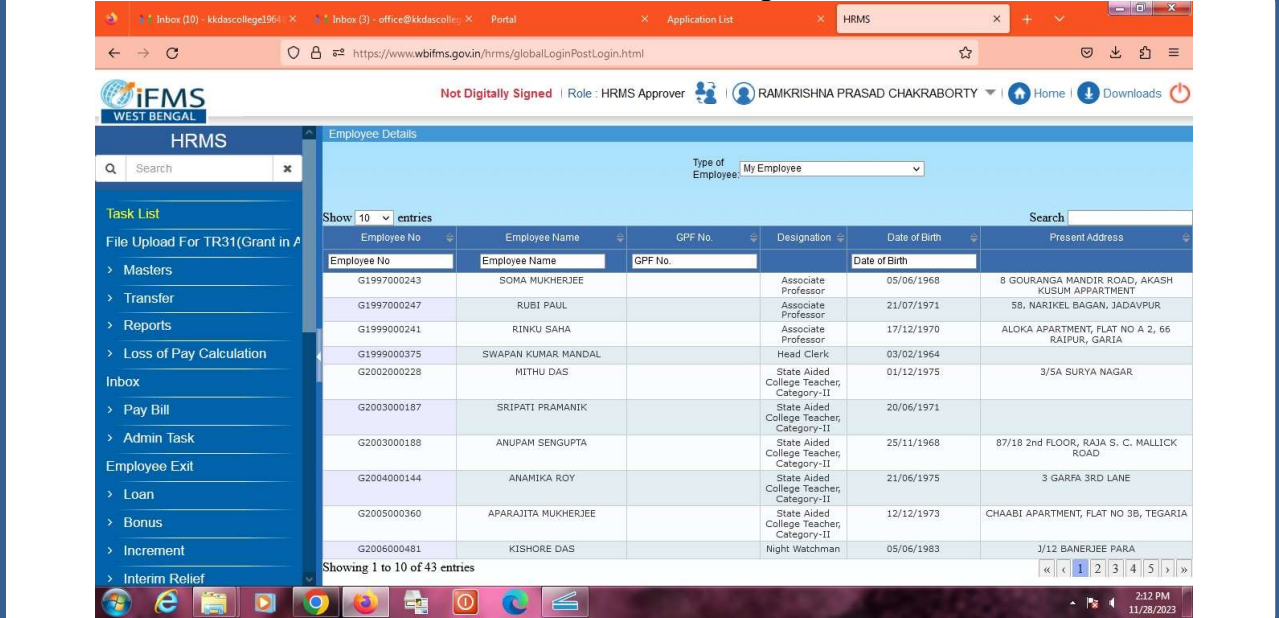 Inbox (10) - kkdascollege1964
Inbox (3) - office@kkdascolleg
Portal
Application List
HRMS
https://www.wbifms.gov.in/hrms/globalLoginPostLogin.html
iFMS
WEST BENGAL
Not Digitally Signed | Role : HRMS Approver | RAMKRISHNA PRASAD CHAKRABORTY | Home | Downloads
HRMS
Search
Task List
File Upload For TR31(Grant in A
> Masters
> Transfer
> Reports
> Loss of Pay Calculation
Inbox
> Pay Bill
> Admin Task
Employee Exit
> Loan
> Bonus
> Increment
> Interim Relief
Employee Details
Type of
Employee: My Employee
Show 10 entries
Search
Employee No Employee Name GPF No. Designation Date of Birth Present Address
Employee No Employee Name GPF No. Date of Birth
G1997000243 SOMA MUKHERJEE Associate Professor 05/06/1968 8 GOURANGA MANDIR ROAD, AKASH KUSUM APPARTMENT
G1997000247 RUBI PAUL Associate Professor 21/07/1971 58, NARIKEL BAGAN, JADAVPUR
G1999000241 RINKU SAHA Associate Professor 17/12/1970 ALOKA APARTMENT, FLAT NO A 2, 66 RAIPUR, GARIA
G1999000375 SWAPAN KUMAR MANDAL Head Clerk 03/02/1964
G2002000228 MITHU DAS State Aided College Teacher, Category-II 01/12/1975 3/5A SURYA NAGAR
G2003000187 SRIPATI PRAMANIK State Aided College Teacher, Category-II 20/06/1971
G2003000188 ANUPAM SENGUPTA State Aided College Teacher, Category-II 25/11/1968 87/18 2nd FLOOR, RAJA S. C. MALLICK ROAD
G2004000144 ANAMIKA ROY State Aided College Teacher, Category-II 21/06/1975 3 GARFA 3RD LANE
G2005000360 APARAJITA MUKHERJEE State Aided College Teacher, Category-II 12/12/1973 CHAABI APARTMENT, FLAT NO 3B, TEGARIA
G2006000481 KISHORE DAS Night Watchman 05/06/1983 J/12 BANERJEE PARA
Showing 1 to 10 of 43 entries
« ‹ 1 2 3 4 5 › »
2:12 PM
11/28/2023